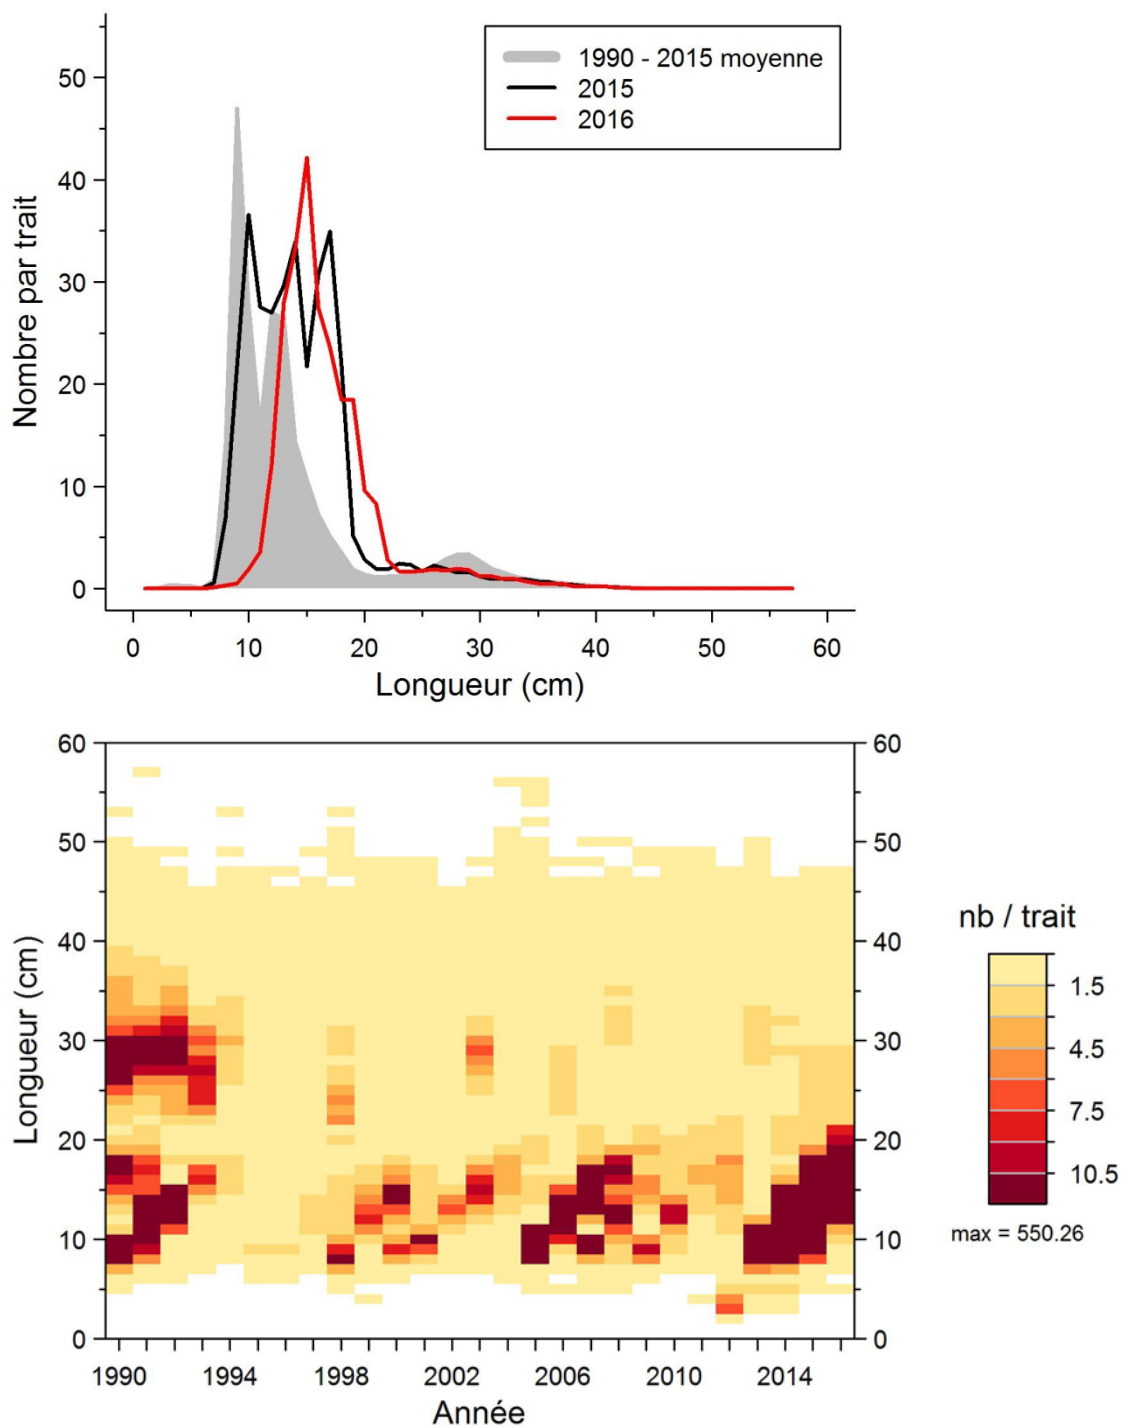 1990 - 2015 moyenne
2015
2016
Nombre par trait
50
40
30
20
10
0
0 10 20 30 40 50 60
Longueur (cm)
60 60
50 50
40 40
30 30
20 20
10 10
0 0
Longueur (cm)
1990 1994 1998 2002 2006 2010 2014
Année
nb / trait
1.5
4.5
7.5
10.5
max = 550.26